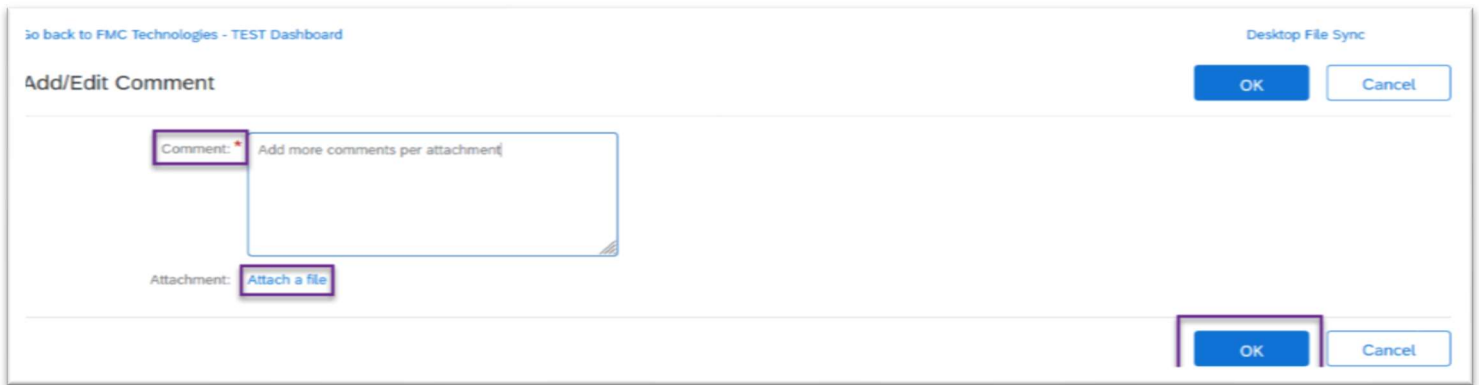 Go back to FMC Technologies - TEST Dashboard
Desktop File Sync
Add/Edit Comment
OK
Cancel
Comment: *
Add more comments per attachment
Attachment: Attach a file
OK
Cancel